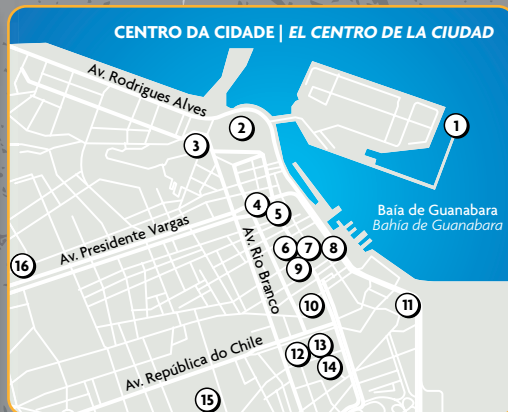 CENTRO DA CIDADE | EL CENTRO DE LA CIUDAD
Av. Rodrigues Alves
1
2
3
4
5
Baía de Guanabara
Bahía de Guanabara
Av. Presidente Vargas
Av. Rio Branco
6
7
8
9
16
10
11
Av. República do Chile
12
13
14
15